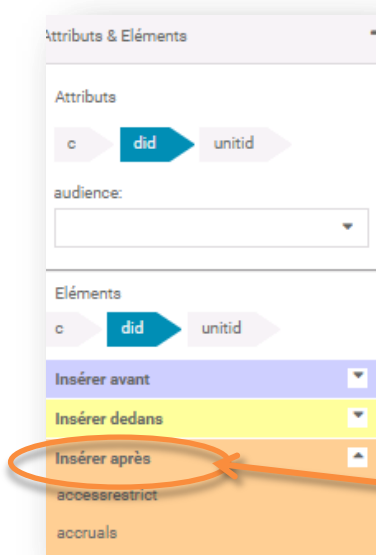 Attributs & Eléments
Attributs
c did unitid
audience:
Eléments
c did unitid
Insérer avant
Insérer dedans
Insérer après
accessrestrict
accruals